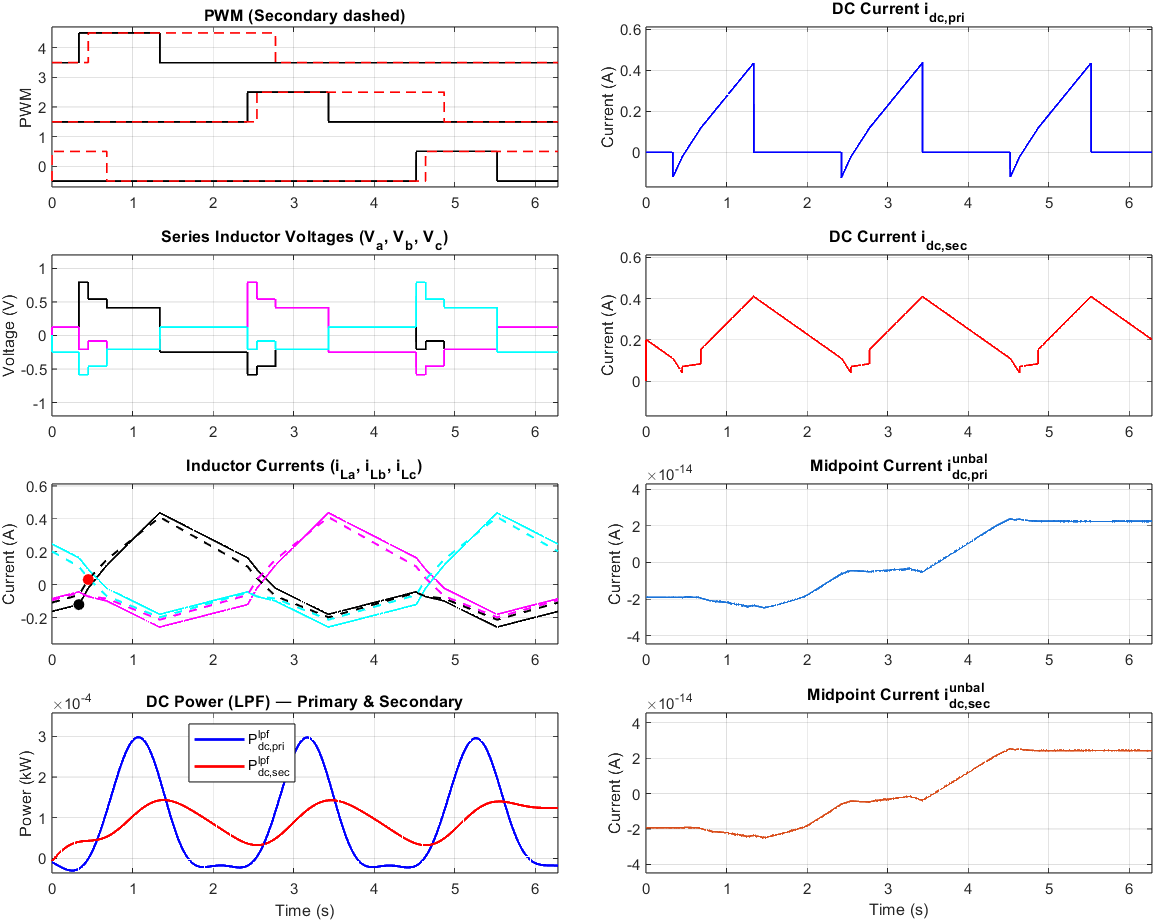 PWM (Secondary dashed)
PWM
4
3
2
1
0
0 1 2 3 4 5 6
DC Current i_dc,pri
Current (A)
0.6
0.4
0.2
0
0 1 2 3 4 5 6
Series Inductor Voltages (V_a, V_b, V_c)
Voltage (V)
1
0.5
0
-0.5
-1
0 1 2 3 4 5 6
DC Current i_dc,sec
Current (A)
0.6
0.4
0.2
0
0 1 2 3 4 5 6
Inductor Currents (i_La, i_Lb, i_Lc)
Current (A)
0.6
0.4
0.2
0
-0.2
0 1 2 3 4 5 6
Midpoint Current i_dc,pri^unbal
×10^-14
Current (A)
4
2
0
-2
-4
0 1 2 3 4 5 6
DC Power (LPF) — Primary & Secondary
×10^-4
Power (kW)
3
2
1
0
P_dc,pri^lpf
P_dc,sec^lpf
0 1 2 3 4 5 6
Time (s)
Midpoint Current i_dc,sec^unbal
×10^-14
Current (A)
4
2
0
-2
-4
0 1 2 3 4 5 6
Time (s)